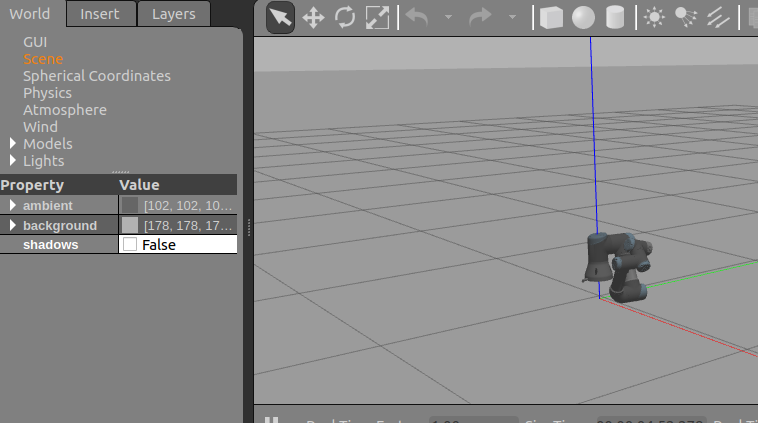 World Insert Layers
GUI
Scene
Spherical Coordinates
Physics
Atmosphere
Wind
Models
Lights
Property Value
ambient [102, 102, 10...
background [178, 178, 17...
shadows False